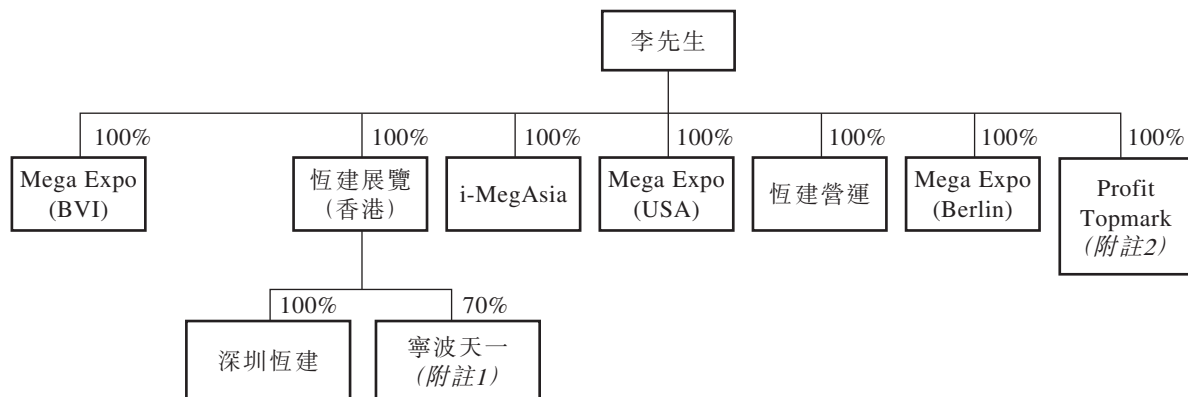 李先生
100%
100%
100%
100%
100%
100%
100%
Mega Expo
(BVI)
恆建展覽
(香港)
i-MegAsia
Mega Expo
(USA)
恆建營運
Mega Expo
(Berlin)
Profit
Topmark
(附註2)
100%
70%
深圳恆建
寧波天一
(附註1)